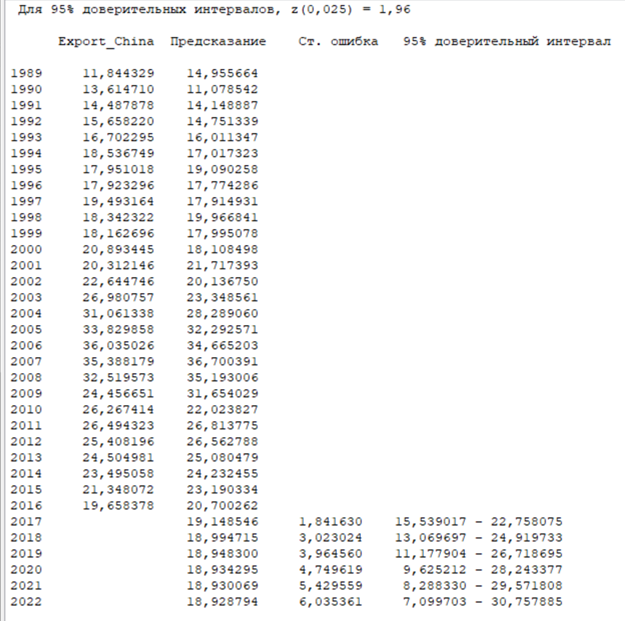 Для 95% доверительных интервалов, z(0,025) = 1,96
Export_China Предсказание Ст. ошибка 95% доверительный интервал
1989 11,844329 14,955664
1990 13,614710 11,078542
1991 14,487878 14,148887
1992 15,658220 14,751339
1993 16,702295 16,011347
1994 18,536749 17,017323
1995 17,951018 19,090258
1996 17,923296 17,774286
1997 19,493164 17,914931
1998 18,342322 19,966841
1999 18,162696 17,995078
2000 20,893445 18,108498
2001 20,312146 21,717393
2002 22,644746 20,136750
2003 26,980757 23,348561
2004 31,061338 28,289060
2005 33,829858 32,292571
2006 36,035026 34,665203
2007 35,388179 36,700391
2008 32,519573 35,193006
2009 24,456651 31,654029
2010 26,267414 22,023827
2011 26,494323 26,813775
2012 25,408196 26,562788
2013 24,504981 25,080479
2014 23,495058 24,232455
2015 21,348072 23,190334
2016 19,658378 20,700262
2017 19,148546 1,841630 15,539017 - 22,758075
2018 18,994715 3,023024 13,069697 - 24,919733
2019 18,948300 3,964560 11,177904 - 26,718695
2020 18,934295 4,749619 9,625212 - 28,243377
2021 18,930069 5,429559 8,288330 - 29,571808
2022 18,928794 6,035361 7,099703 - 30,757885